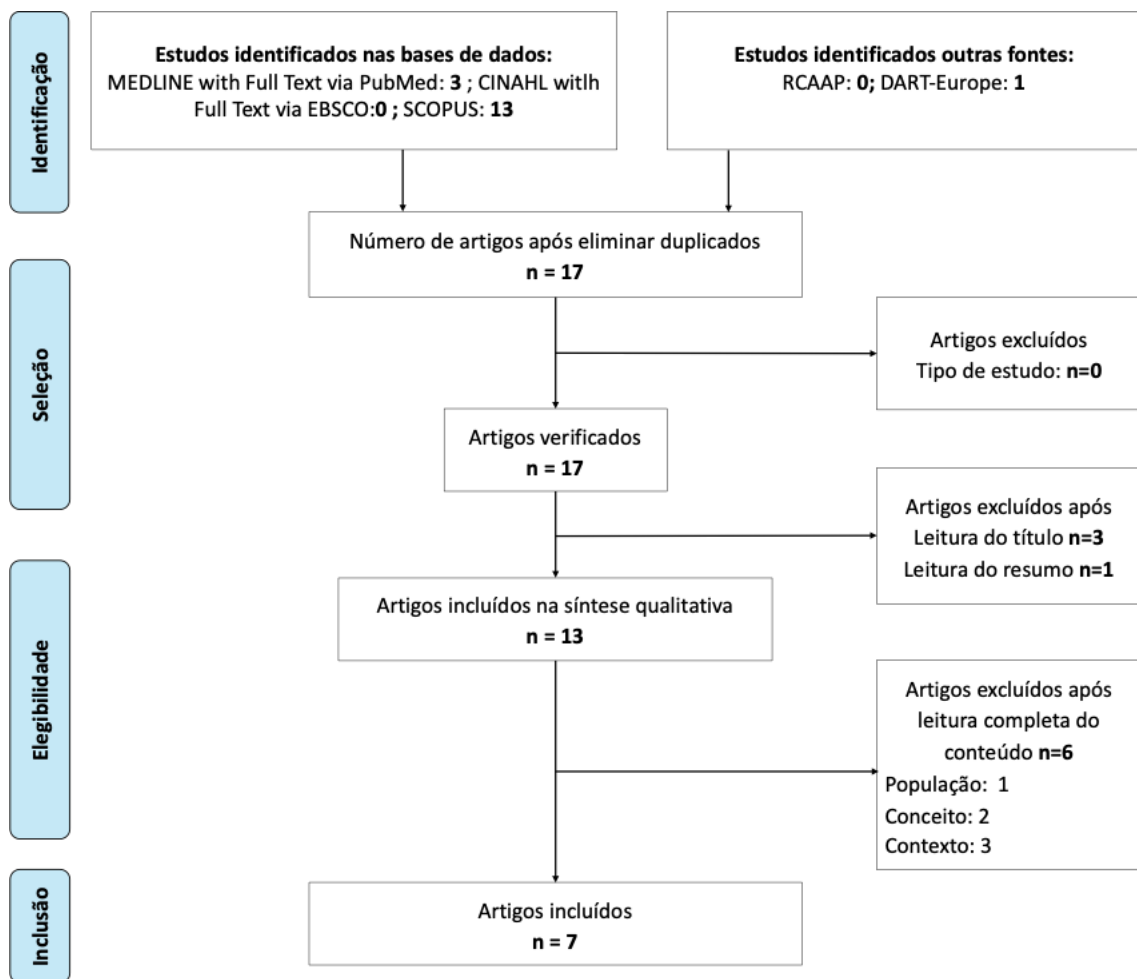 Identificação
Estudos identificados nas bases de dados:
MEDLINE with Full Text via PubMed: 3 ; CINAHL witlh
Full Text via EBSCO:0 ; SCOPUS: 13
Estudos identificados outras fontes:
RCAAP: 0; DART-Europe: 1
Número de artigos após eliminar duplicados
n = 17
Seleção
Artigos excluídos
Tipo de estudo: n=0
Artigos verificados
n = 17
Artigos excluídos após
Leitura do título n=3
Leitura do resumo n=1
Elegibilidade
Artigos incluídos na síntese qualitativa
n = 13
Artigos excluídos após
leitura completa do
conteúdo n=6
População: 1
Conceito: 2
Contexto: 3
Inclusão
Artigos incluídos
n = 7